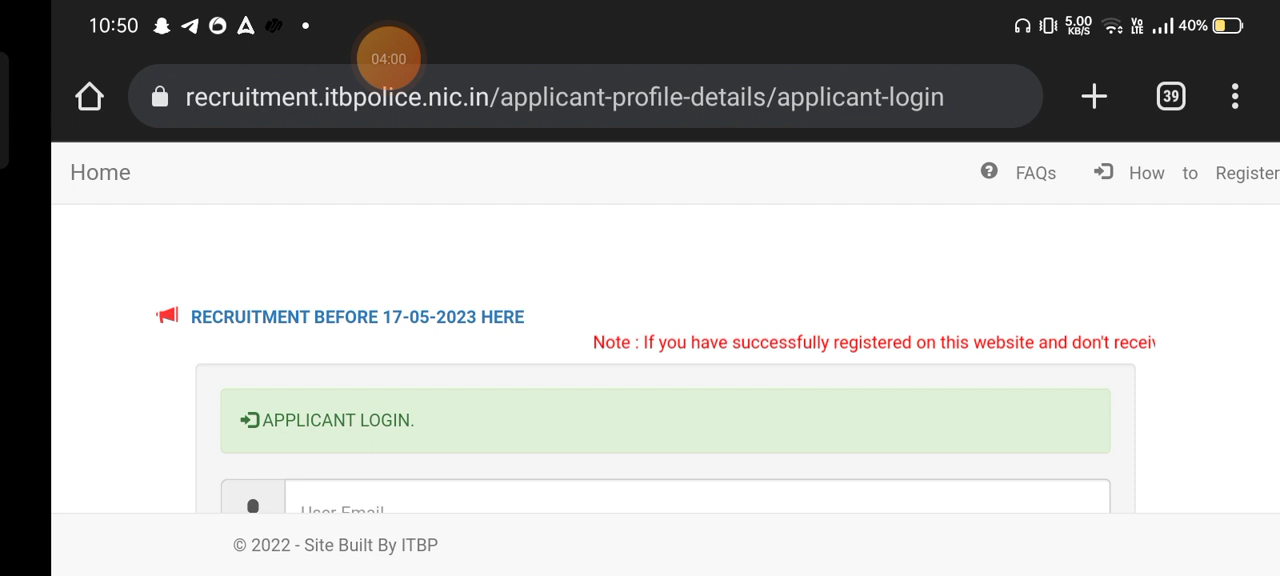 10:50 5.00 KB/S Vo LTE 40%
04:00
recruitment.itbpolice.nic.in/applicant-profile-details/applicant-login 39
Home FAQs How to Register
RECRUITMENT BEFORE 17-05-2023 HERE
Note : If you have successfully registered on this website and don't
APPLICANT LOGIN.
User Email
© 2022 - Site Built By ITBP